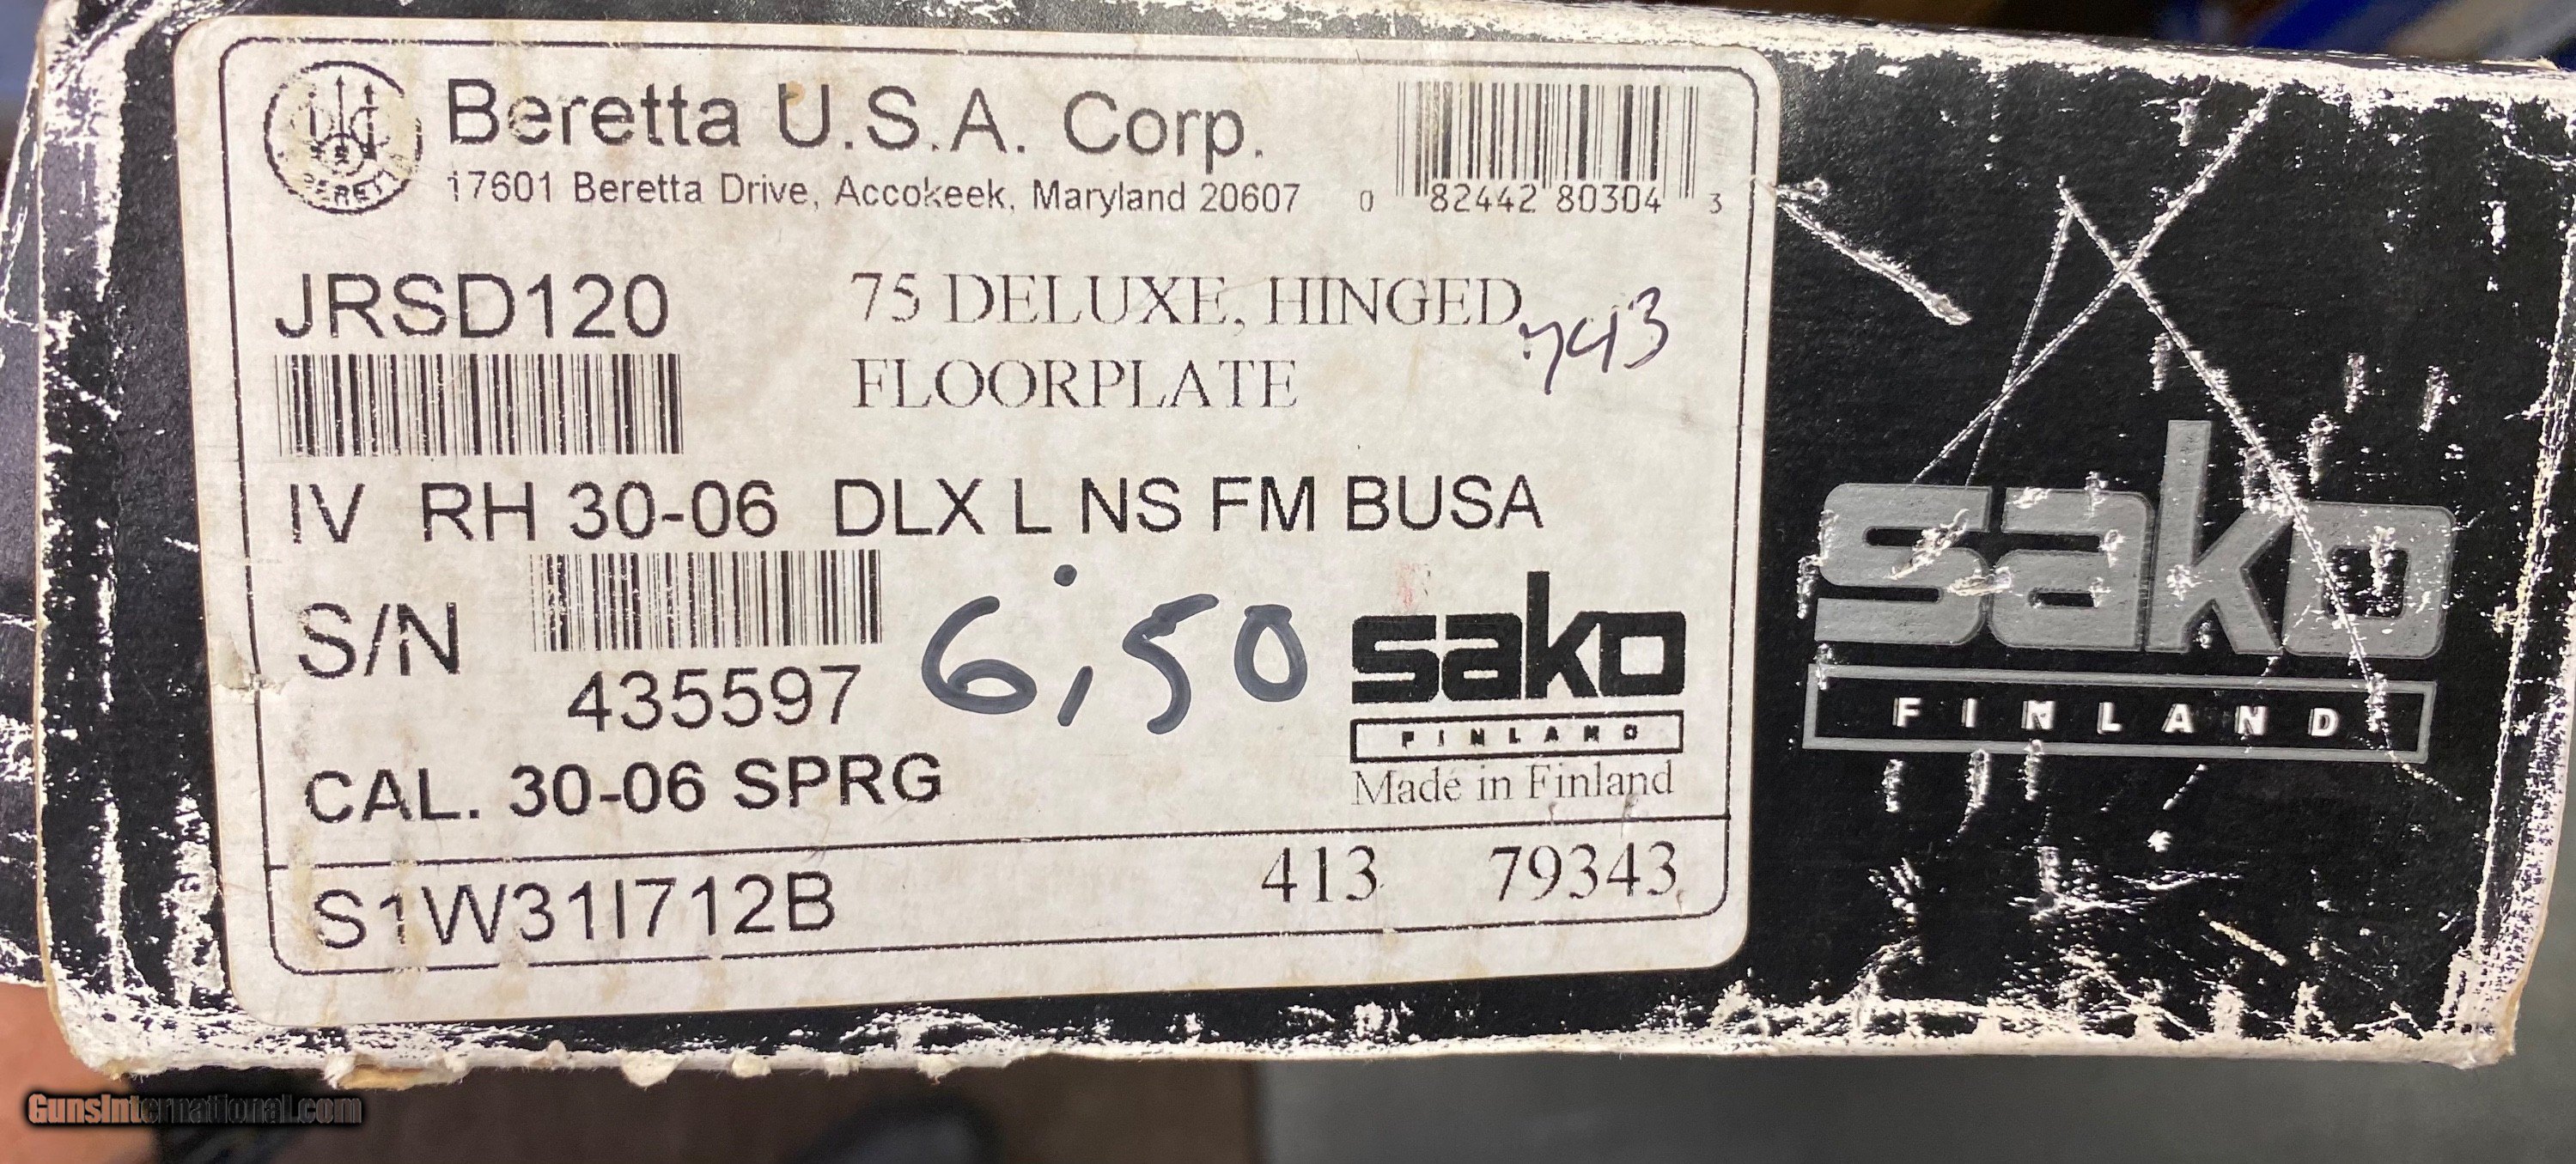 BERETTA
Beretta U.S.A. Corp.
17601 Beretta Drive, Accokeek, Maryland 20607
0 82442 80304 3
JRSD120
75 DELUXE, HINGED
FLOORPLATE
IV RH 30-06 DLX L NS FM BUSA
S/N
435597
6,50
sako
FINLAND
Made in Finland
CAL. 30-06 SPRG
S1W31I712B 413 79343
sako
FINLAND
GunsInternational.com